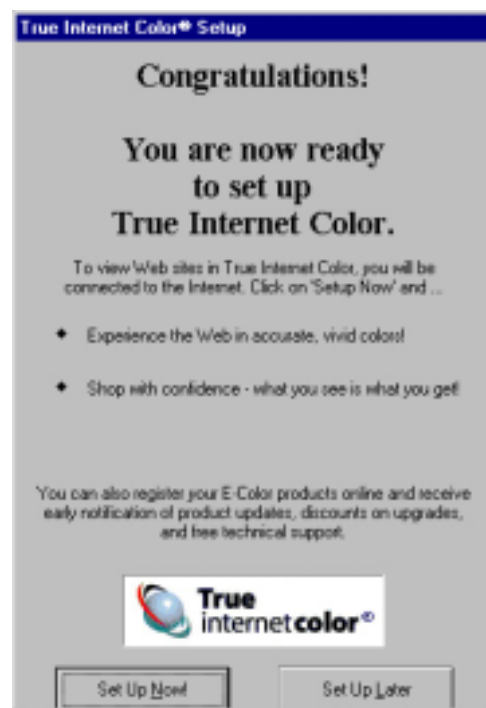 True Internet Color® Setup
Congratulations!
You are now ready
to set up
True Internet Color.
To view Web sites in True Internet Color, you will be
connected to the Internet. Click on 'Setup Now' and ...
Experience the Web in accurate, vivid colors!
Shop with confidence - what you see is what you get!
You can also register your E-Color products online and receive
early notification of product updates, discounts on upgrades,
and free technical support.
True
internetcolor®
Set Up Now!
Set Up Later